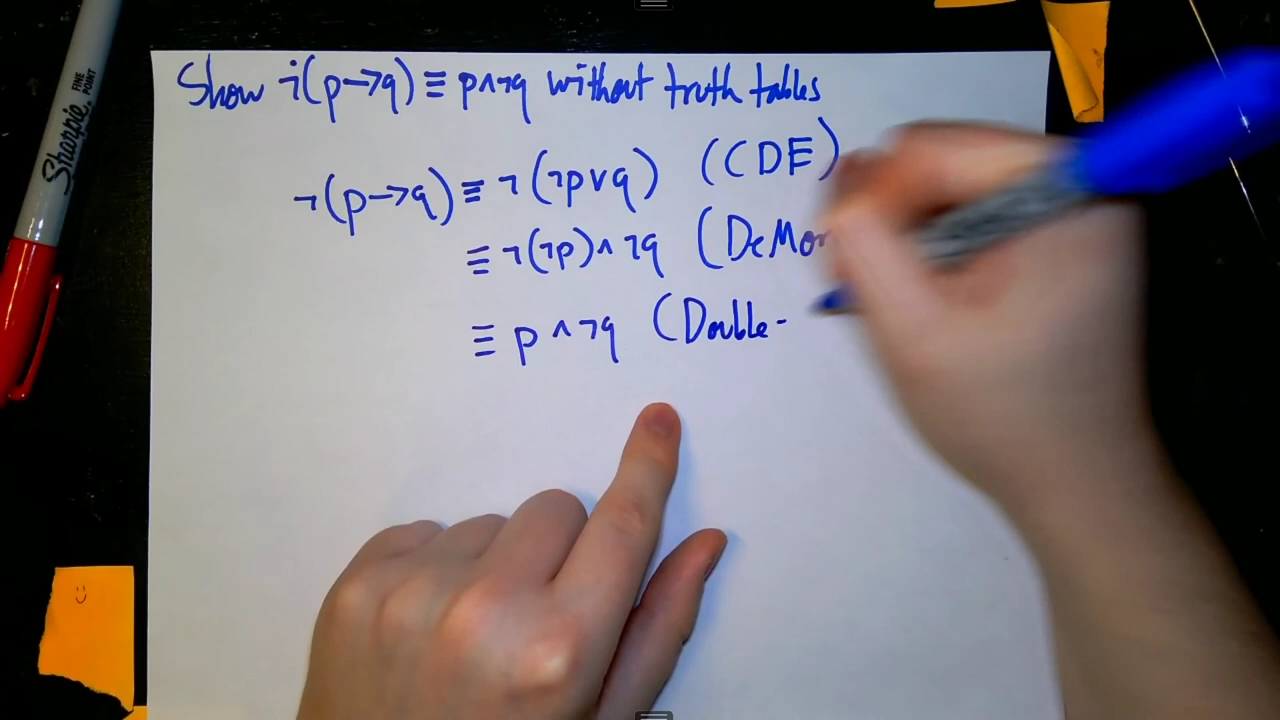 Show ¬(p→q) ≡ p∧¬q without truth tables
¬(p→q) ≡ ¬(¬p∨q) (CDE)
≡ ¬(¬p)∧¬q (DeMor
≡ p∧¬q (Double-
Sharpie
FINE POINT